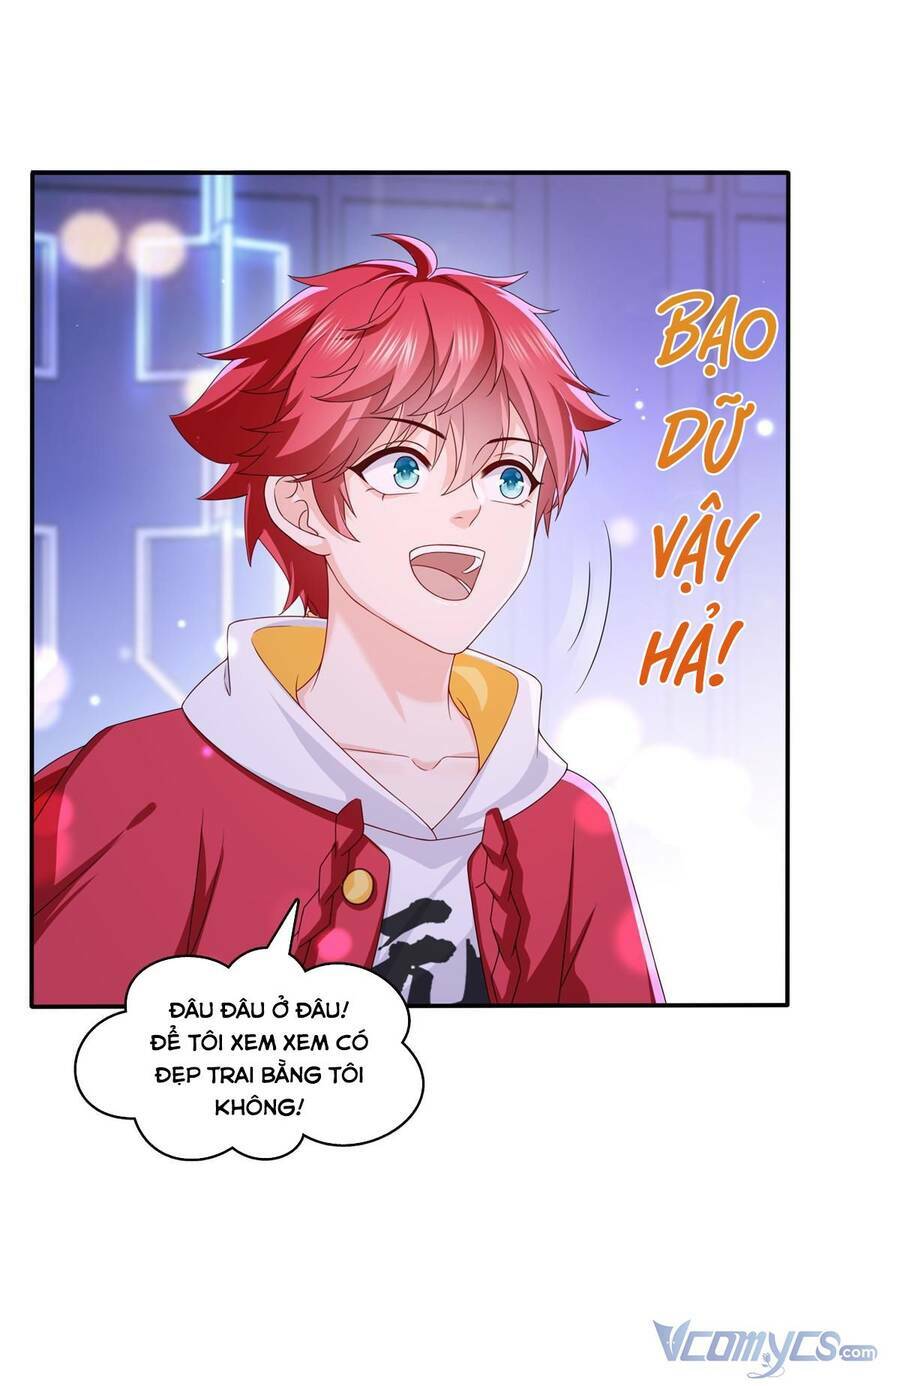 BẠO
DỮ
VẬY
HẢ!
ĐÂU ĐÂU Ở ĐÂU!
ĐỂ TÔI XEM XEM CÓ
ĐẸP TRAI BẰNG TÔI
KHÔNG!
VCOMYCS.com